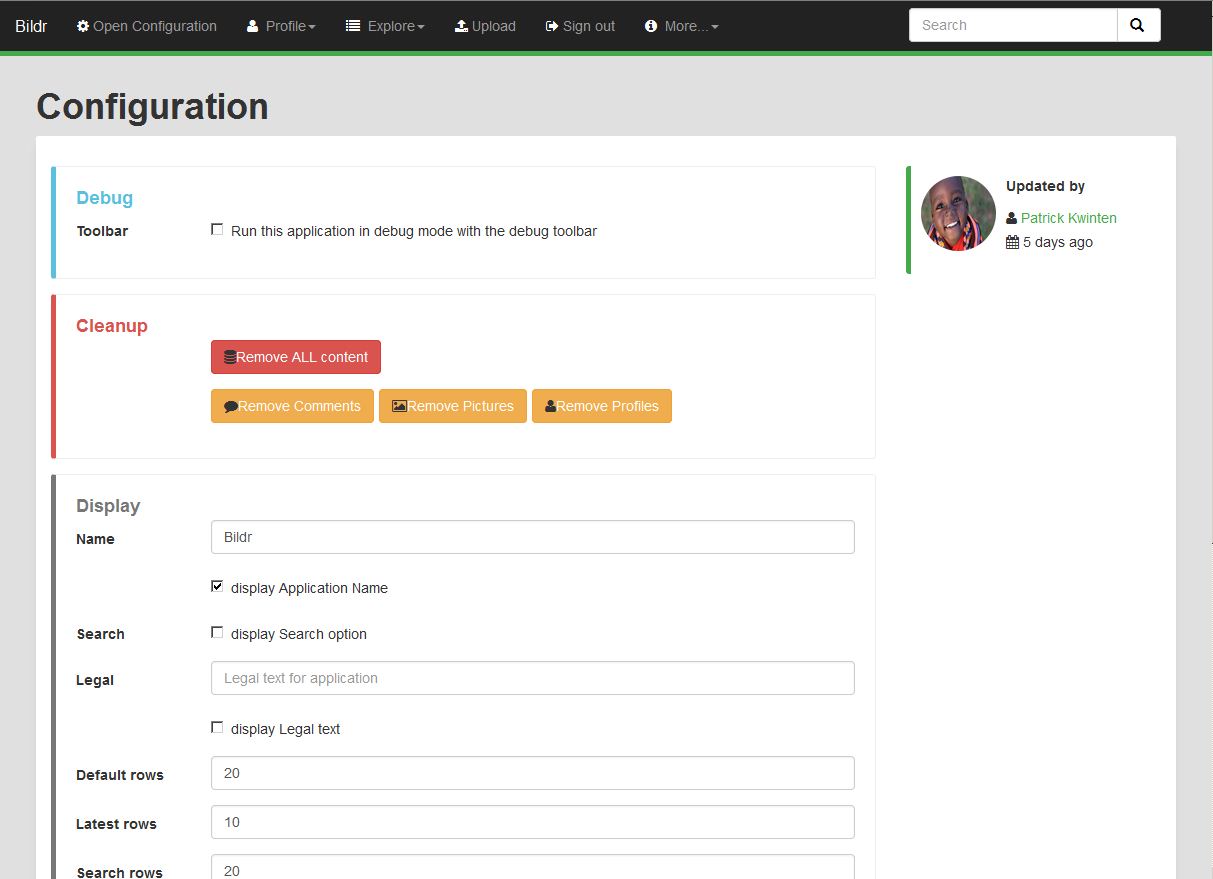 Bildr Open Configuration Profile Explore Upload Sign out More... Search
Configuration
Debug
Toolbar Run this application in debug mode with the debug toolbar
Updated by
Patrick Kwinten
5 days ago
Cleanup
Remove ALL content
Remove Comments Remove Pictures Remove Profiles
Display
Name Bildr
display Application Name
Search display Search option
Legal Legal text for application
display Legal text
Default rows 20
Latest rows 10
Search rows 20